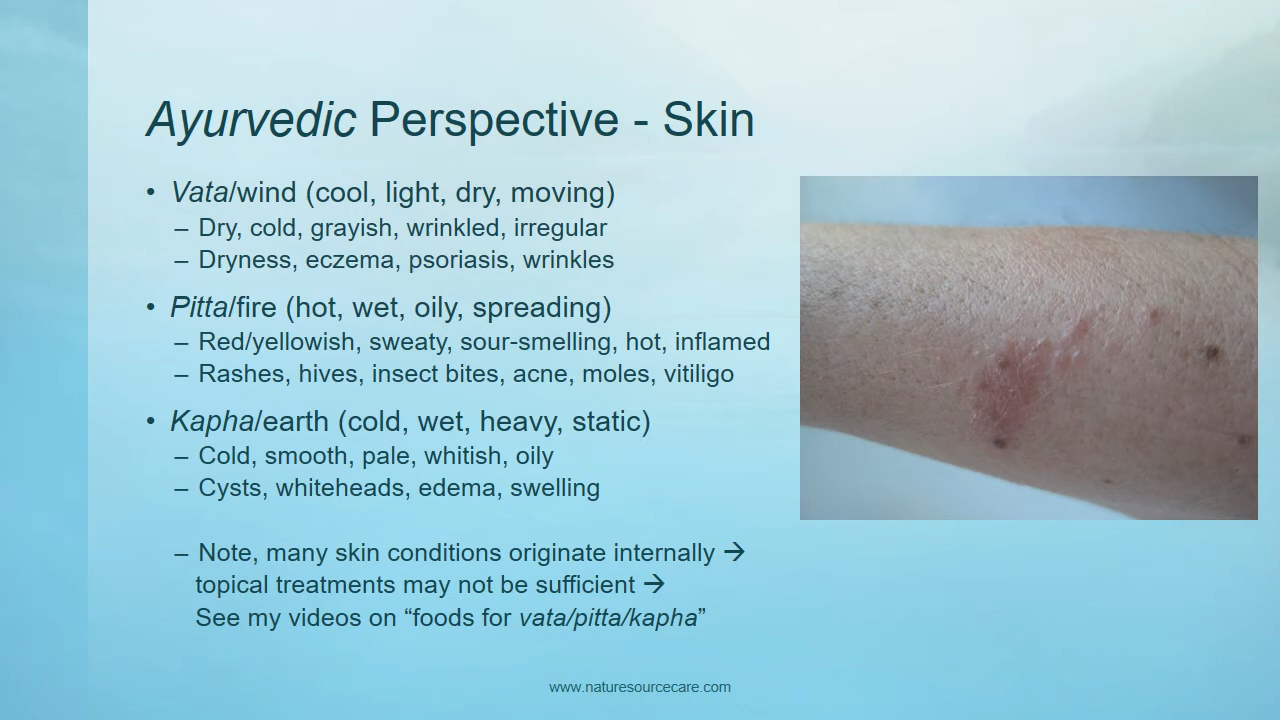 Ayurvedic Perspective - Skin
• Vata/wind (cool, light, dry, moving)
– Dry, cold, grayish, wrinkled, irregular
– Dryness, eczema, psoriasis, wrinkles
• Pitta/fire (hot, wet, oily, spreading)
– Red/yellowish, sweaty, sour-smelling, hot, inflamed
– Rashes, hives, insect bites, acne, moles, vitiligo
• Kapha/earth (cold, wet, heavy, static)
– Cold, smooth, pale, whitish, oily
– Cysts, whiteheads, edema, swelling
– Note, many skin conditions originate internally →
topical treatments may not be sufficient →
See my videos on “foods for vata/pitta/kapha”
www.naturesourcecare.com